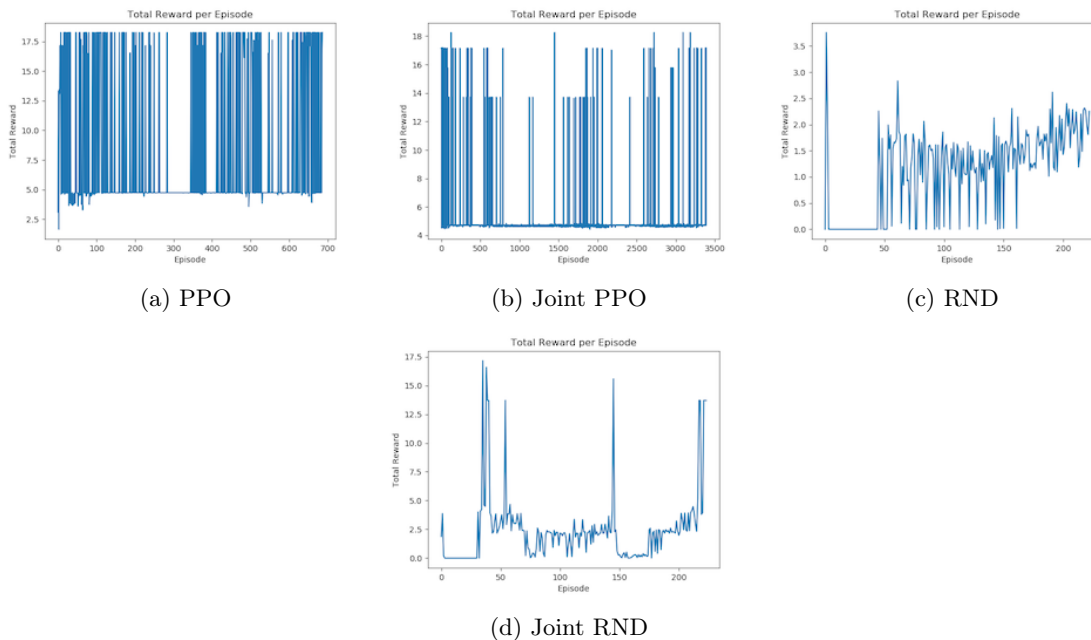 Total Reward per Episode
17.5
15.0
12.5
10.0
7.5
5.0
2.5
Total Reward
0 100 200 300 400 500 600 700
Episode
(a) PPO
Total Reward per Episode
18
16
14
12
10
8
6
4
Total Reward
0 500 1000 1500 2000 2500 3000 3500
Episode
(b) Joint PPO
Total Reward per Episode
3.5
3.0
2.5
2.0
1.5
1.0
0.5
0.0
Total Reward
0 50 100 150 200
Episode
(c) RND
Total Reward per Episode
17.5
15.0
12.5
10.0
7.5
5.0
2.5
0.0
Total Reward
0 50 100 150 200
Episode
(d) Joint RND